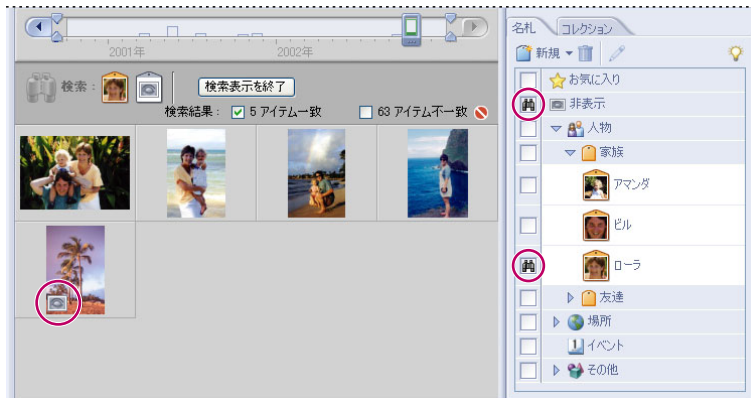 2001年
2002年
検索：
検索表示を終了
検索結果： 5 アイテム一致 63 アイテム不一致
名札 コレクション
新規
お気に入り
非表示
人物
家族
アマンダ
ビル
ローラ
友達
場所
イベント
その他